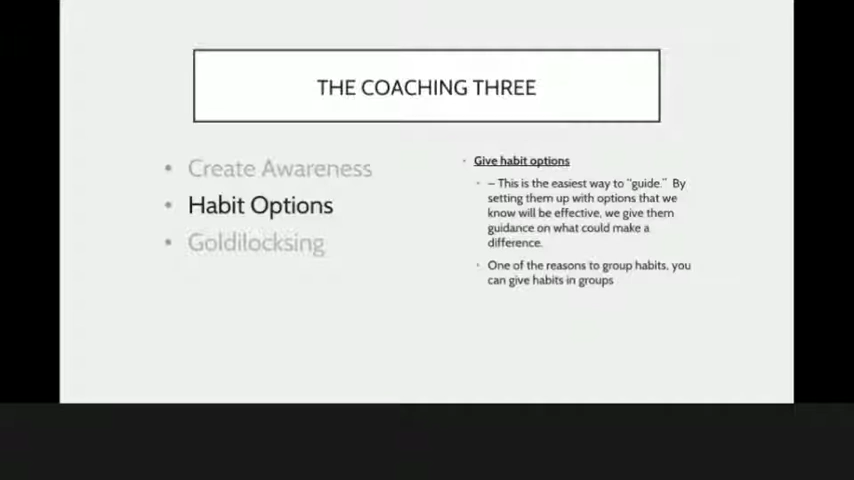 THE COACHING THREE
• Create Awareness
• Habit Options
• Goldilocksing
• Give habit options
• – This is the easiest way to "guide." By
setting them up with options that we
know will be effective, we give them
guidance on what could make a
difference.
• One of the reasons to group habits, you
can give habits in groups